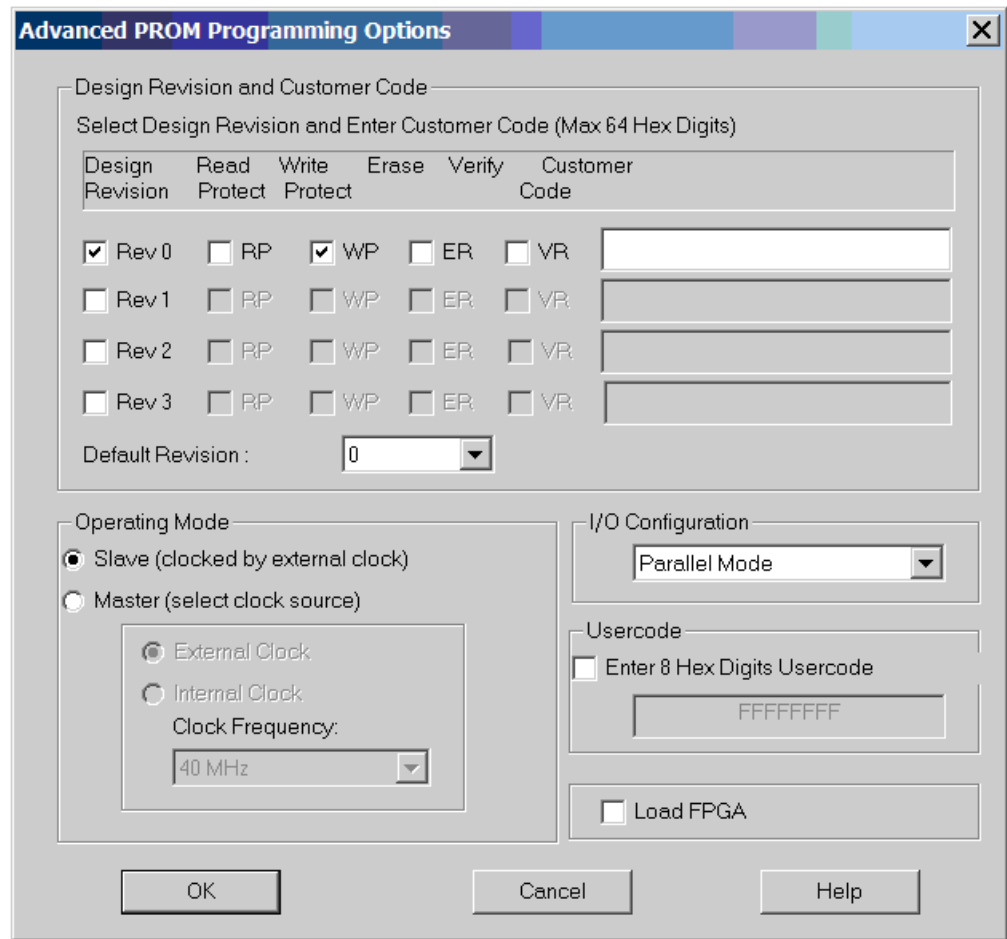 Advanced PROM Programming Options
Design Revision and Customer Code
Select Design Revision and Enter Customer Code (Max 64 Hex Digits)
Design Read Write Erase Verify Customer
Revision Protect Protect Code
Rev 0 RP WP ER VR
Rev 1 RP WP ER VR
Rev 2 RP WP ER VR
Rev 3 RP WP ER VR
Default Revision : 0
Operating Mode
Slave (clocked by external clock)
Master (select clock source)
External Clock
Internal Clock
Clock Frequency:
40 MHz
I/O Configuration
Parallel Mode
Usercode
Enter 8 Hex Digits Usercode
FFFFFFFF
Load FPGA
OK Cancel Help